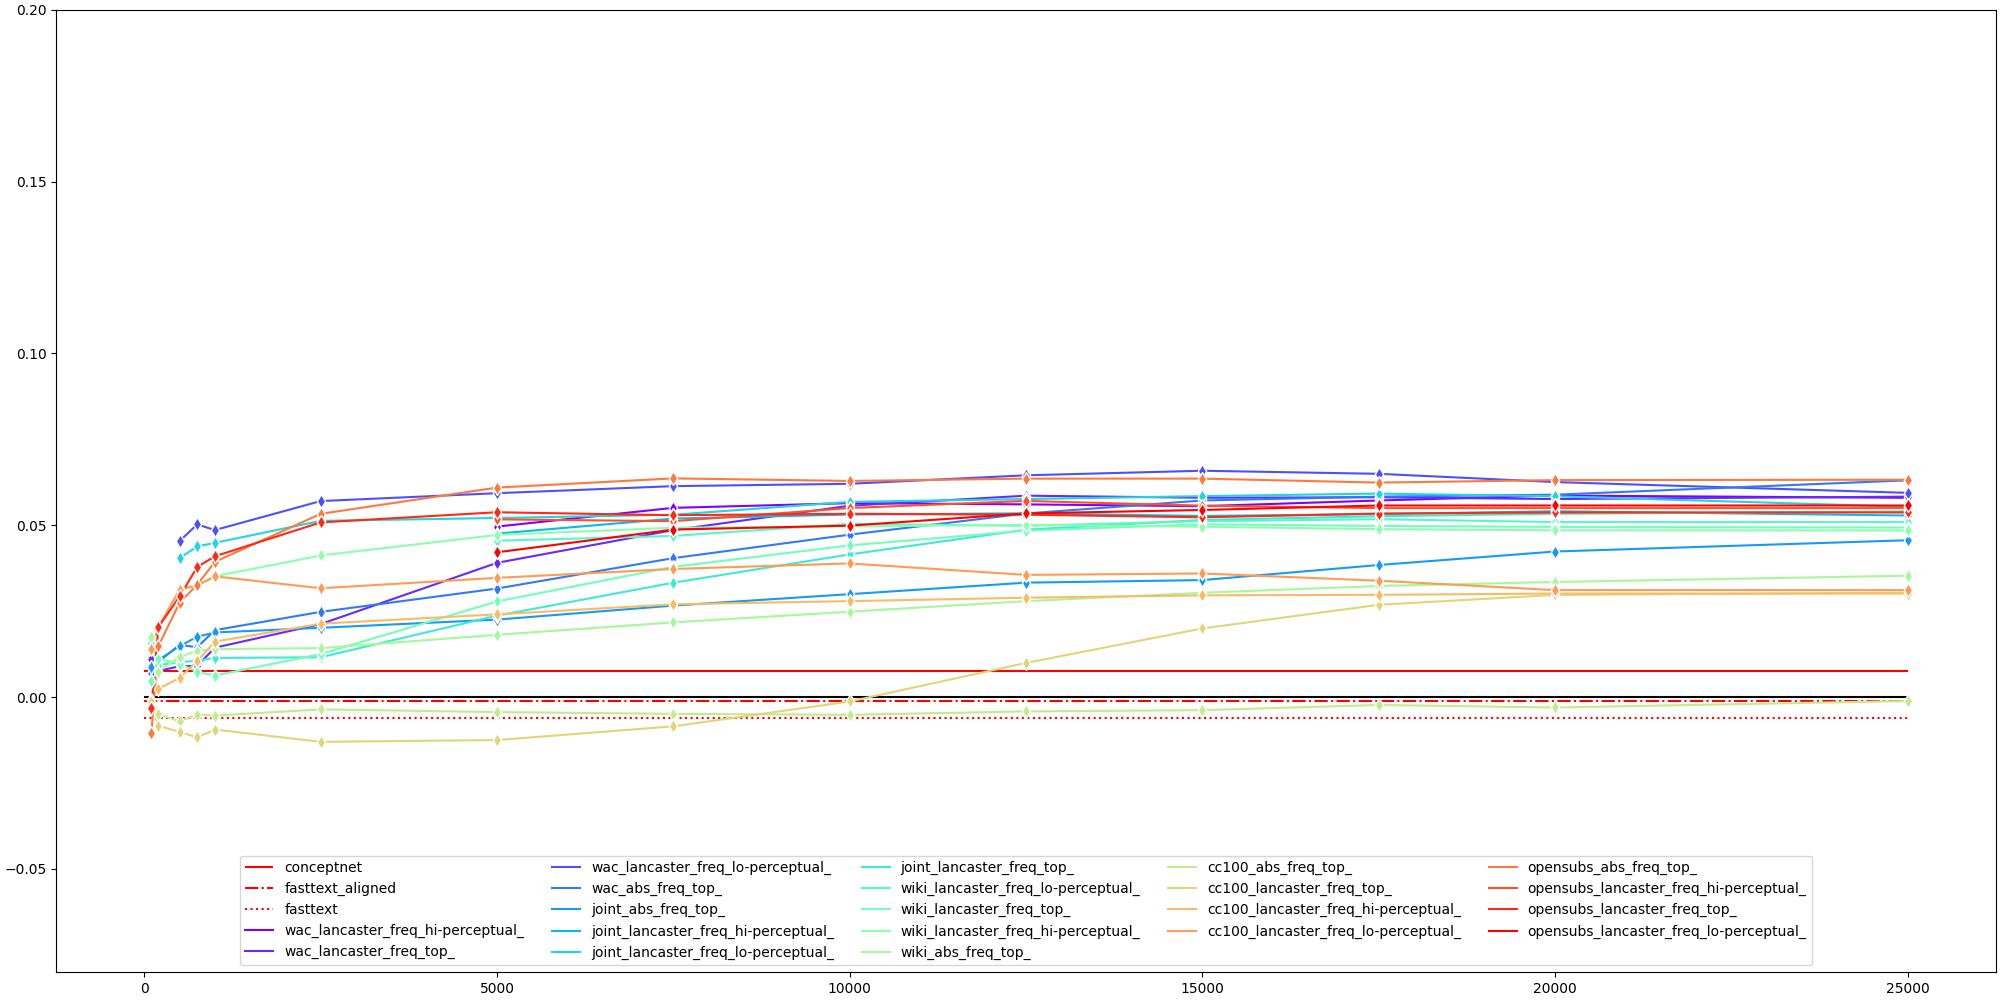 0.20
0.15
0.10
0.05
0.00
−0.05
conceptnet
fasttext_aligned
fasttext
wac_lancaster_freq_hi-perceptual_
wac_lancaster_freq_top_
wac_lancaster_freq_lo-perceptual_
wac_abs_freq_top_
joint_abs_freq_top_
joint_lancaster_freq_hi-perceptual_
joint_lancaster_freq_lo-perceptual_
joint_lancaster_freq_top_
wiki_lancaster_freq_lo-perceptual_
wiki_lancaster_freq_top_
wiki_lancaster_freq_hi-perceptual_
wiki_abs_freq_top_
cc100_abs_freq_top_
cc100_lancaster_freq_top_
cc100_lancaster_freq_hi-perceptual_
cc100_lancaster_freq_lo-perceptual_
opensubs_abs_freq_top_
opensubs_lancaster_freq_hi-perceptual_
opensubs_lancaster_freq_top_
opensubs_lancaster_freq_lo-perceptual_
0 5000 10000 15000 20000 25000